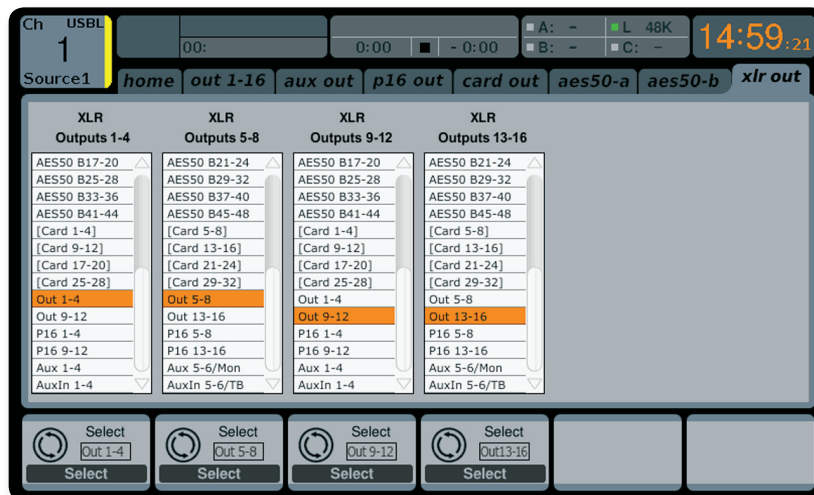 Ch USBL
1
Source1
00:
0:00 - 0:00
A: - L 48K
B: - C: -
14:59:21
home out 1-16 aux out p16 out card out aes50-a aes50-b xlr out
XLR Outputs 1-4
AES50 B17-20
AES50 B25-28
AES50 B33-36
AES50 B41-44
[Card 1-4]
[Card 9-12]
[Card 17-20]
[Card 25-28]
Out 1-4
Out 9-12
P16 1-4
P16 9-12
Aux 1-4
AuxIn 1-4
XLR Outputs 5-8
AES50 B21-24
AES50 B29-32
AES50 B37-40
AES50 B45-48
[Card 5-8]
[Card 13-16]
[Card 21-24]
[Card 29-32]
Out 5-8
Out 13-16
P16 5-8
P16 13-16
Aux 5-6/Mon
AuxIn 5-6/TB
XLR Outputs 9-12
AES50 B17-20
AES50 B25-28
AES50 B33-36
AES50 B41-44
[Card 1-4]
[Card 9-12]
[Card 17-20]
[Card 25-28]
Out 1-4
Out 9-12
P16 1-4
P16 9-12
Aux 1-4
AuxIn 1-4
XLR Outputs 13-16
AES50 B21-24
AES50 B29-32
AES50 B37-40
AES50 B45-48
[Card 5-8]
[Card 13-16]
[Card 21-24]
[Card 29-32]
Out 5-8
Out 13-16
P16 5-8
P16 13-16
Aux 5-6/Mon
AuxIn 5-6/TB
Select
Out 1-4
Select
Select
Out 5-8
Select
Select
Out 9-12
Select
Select
Out13-16
Select